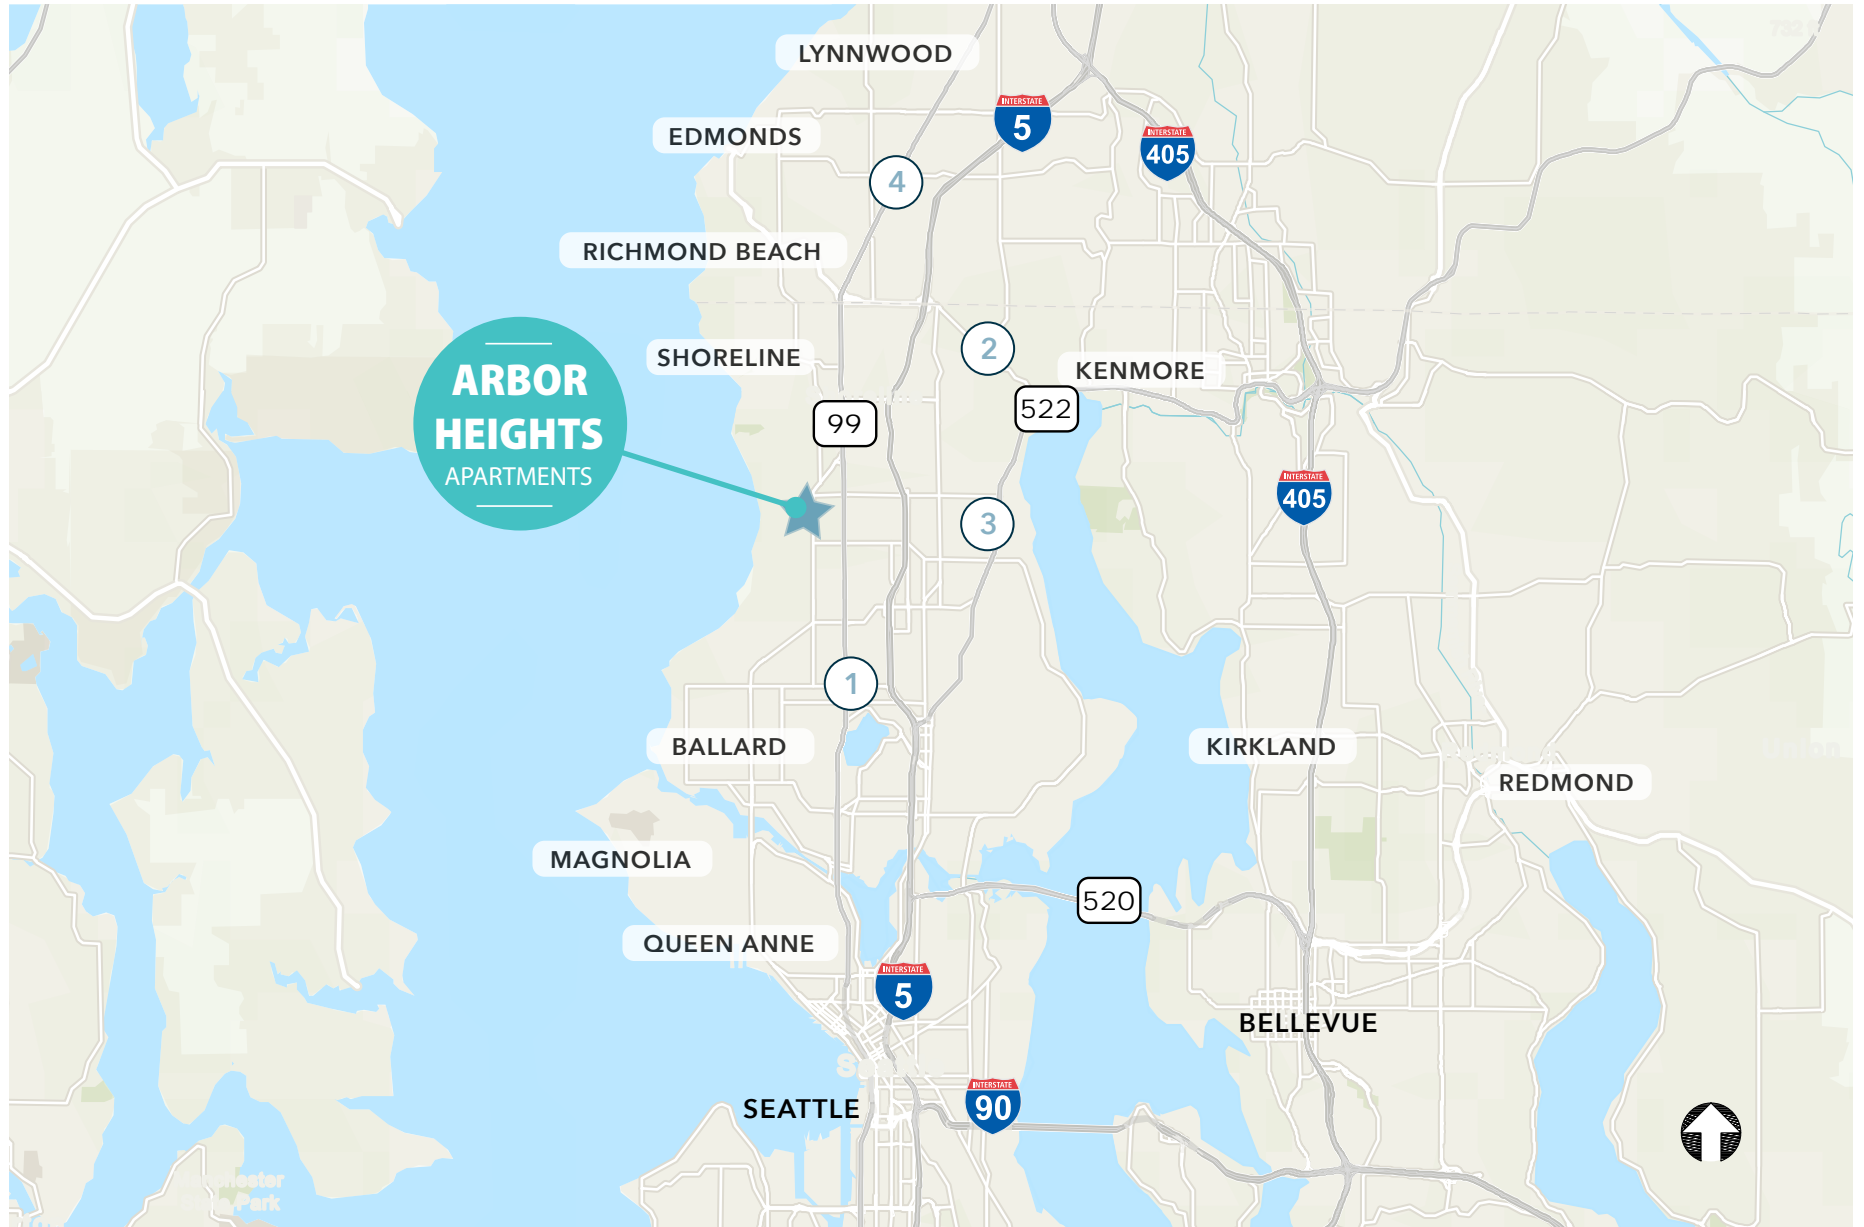 LYNNWOOD
INTERSTATE
5
EDMONDS
INTERSTATE
405
4
RICHMOND BEACH
2
SHORELINE
KENMORE
ARBOR
HEIGHTS
APARTMENTS
99
522
INTERSTATE
405
3
1
BALLARD
KIRKLAND
REDMOND
MAGNOLIA
520
QUEEN ANNE
INTERSTATE
5
BELLEVUE
SEATTLE
INTERSTATE
90
Park